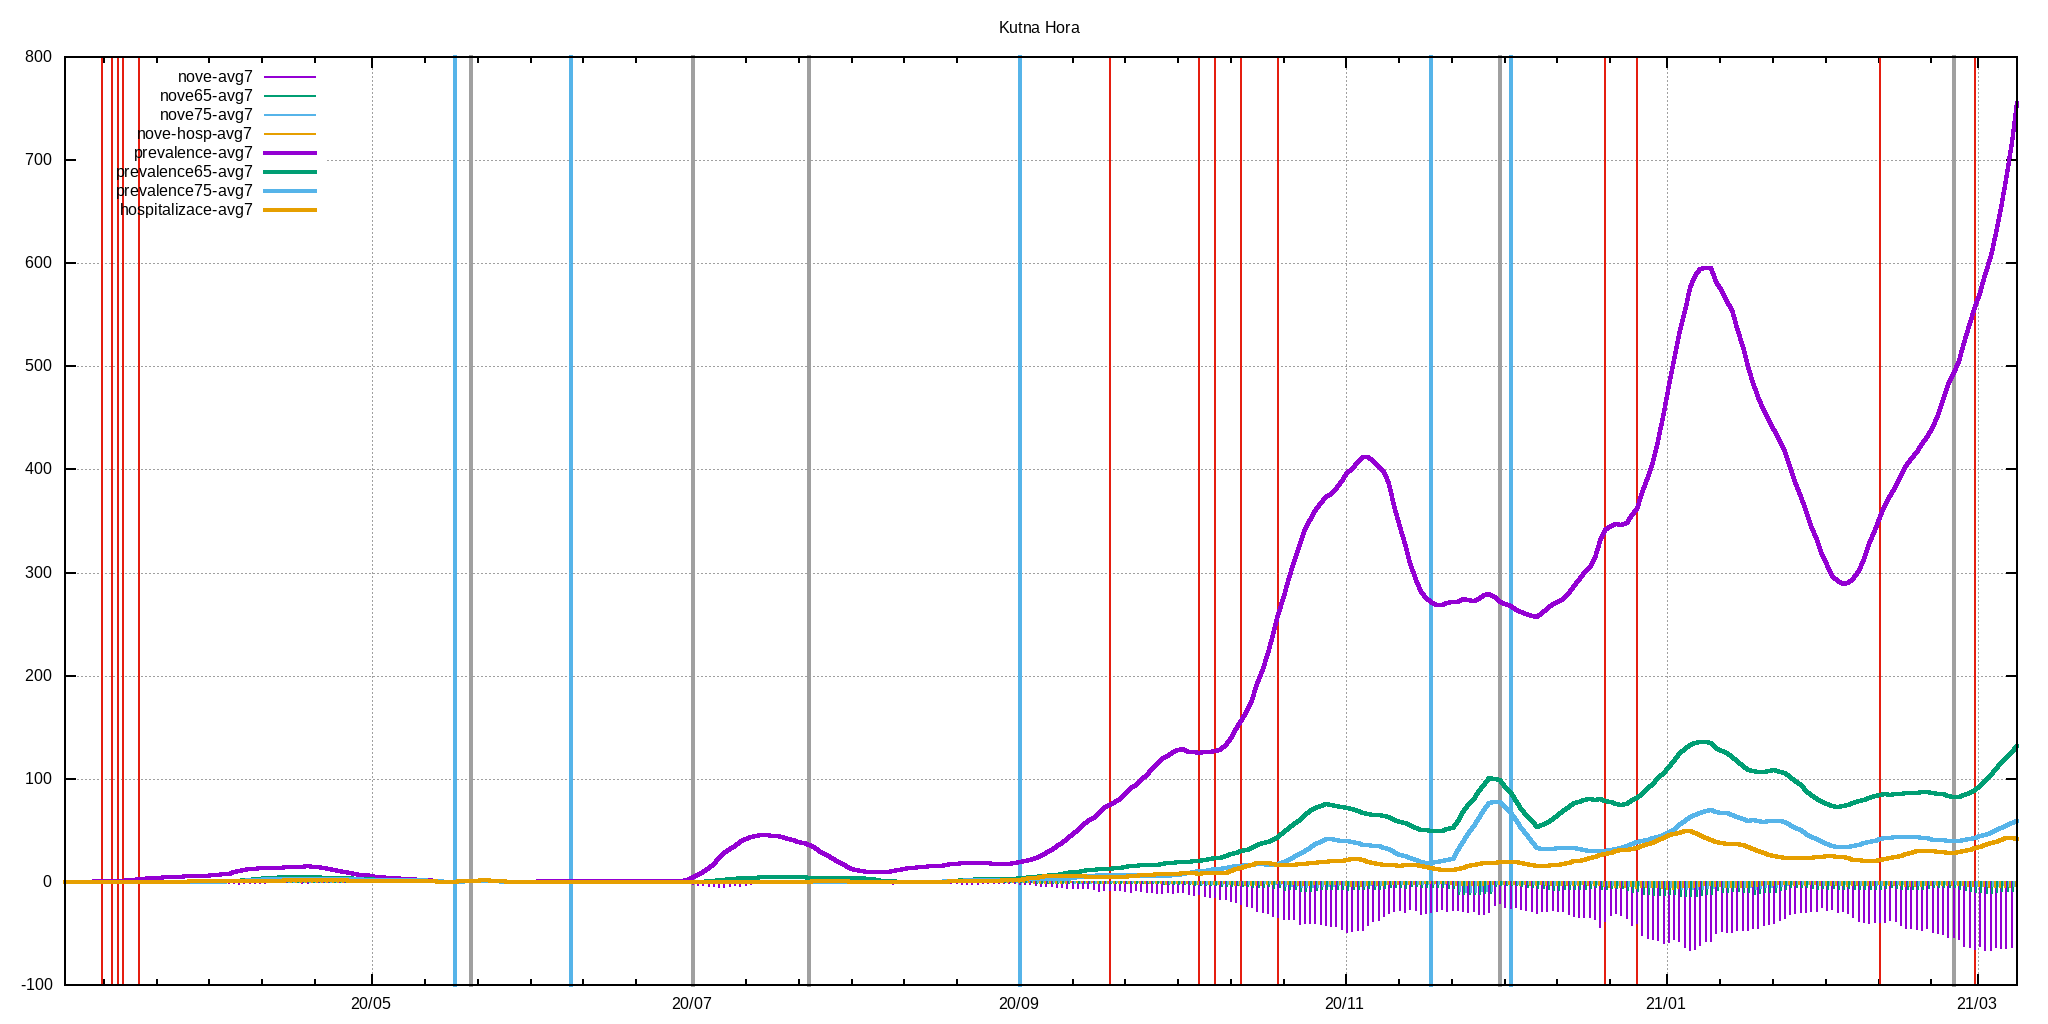 Kutna Hora
800
700
600
500
400
300
200
100
0
-100
nove-avg7
nove65-avg7
nove75-avg7
nove-hosp-avg7
prevalence-avg7
prevalence65-avg7
prevalence75-avg7
hospitalizace-avg7
20/05 20/07 20/09 20/11 21/01 21/03